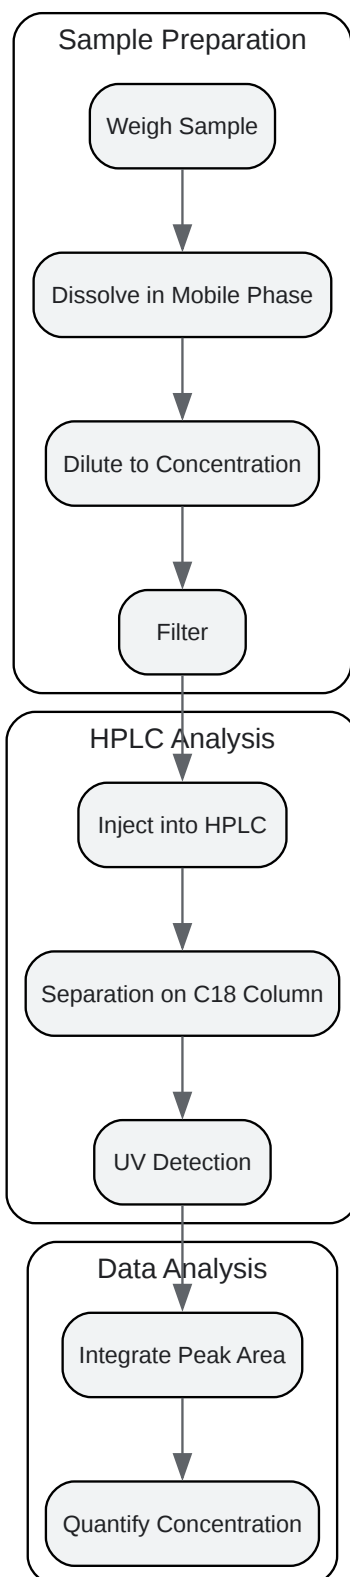 Sample Preparation
Weigh Sample
Dissolve in Mobile Phase
Dilute to Concentration
Filter
HPLC Analysis
Inject into HPLC
Separation on C18 Column
UV Detection
Data Analysis
Integrate Peak Area
Quantify Concentration